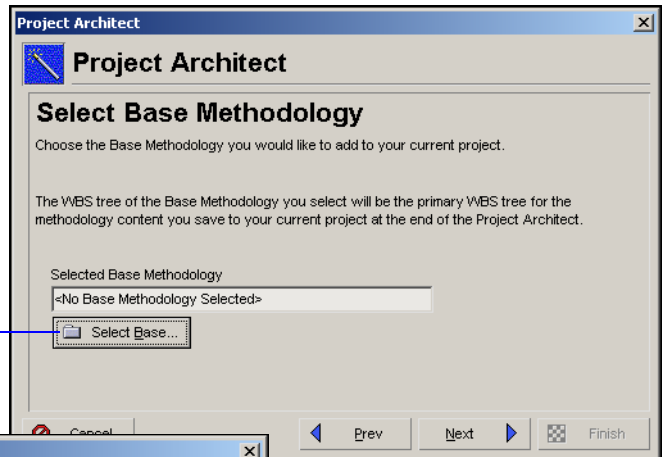 Project Architect
Project Architect
Select Base Methodology
Choose the Base Methodology you would like to add to your current project.
The WBS tree of the Base Methodology you select will be the primary WBS tree for the
methodology content you save to your current project at the end of the Project Architect.
Selected Base Methodology
<No Base Methodology Selected>
Select Base...
Cancel
Prev
Next
Finish